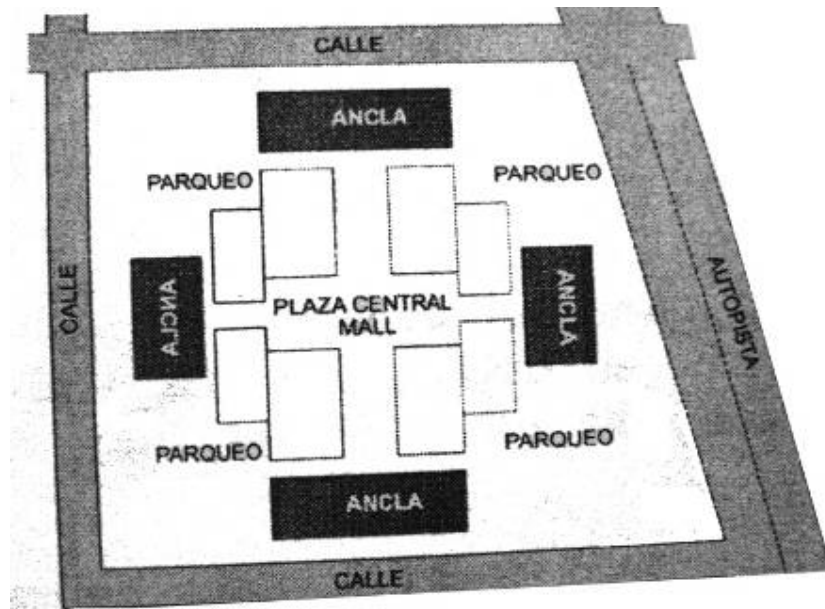 CALLE
ANCLA
PARQUEO
PARQUEO
CALLE
ANCLA
PLAZA CENTRAL
MALL
ANCLA
AUTOPISTA
PARQUEO
PARQUEO
ANCLA
CALLE